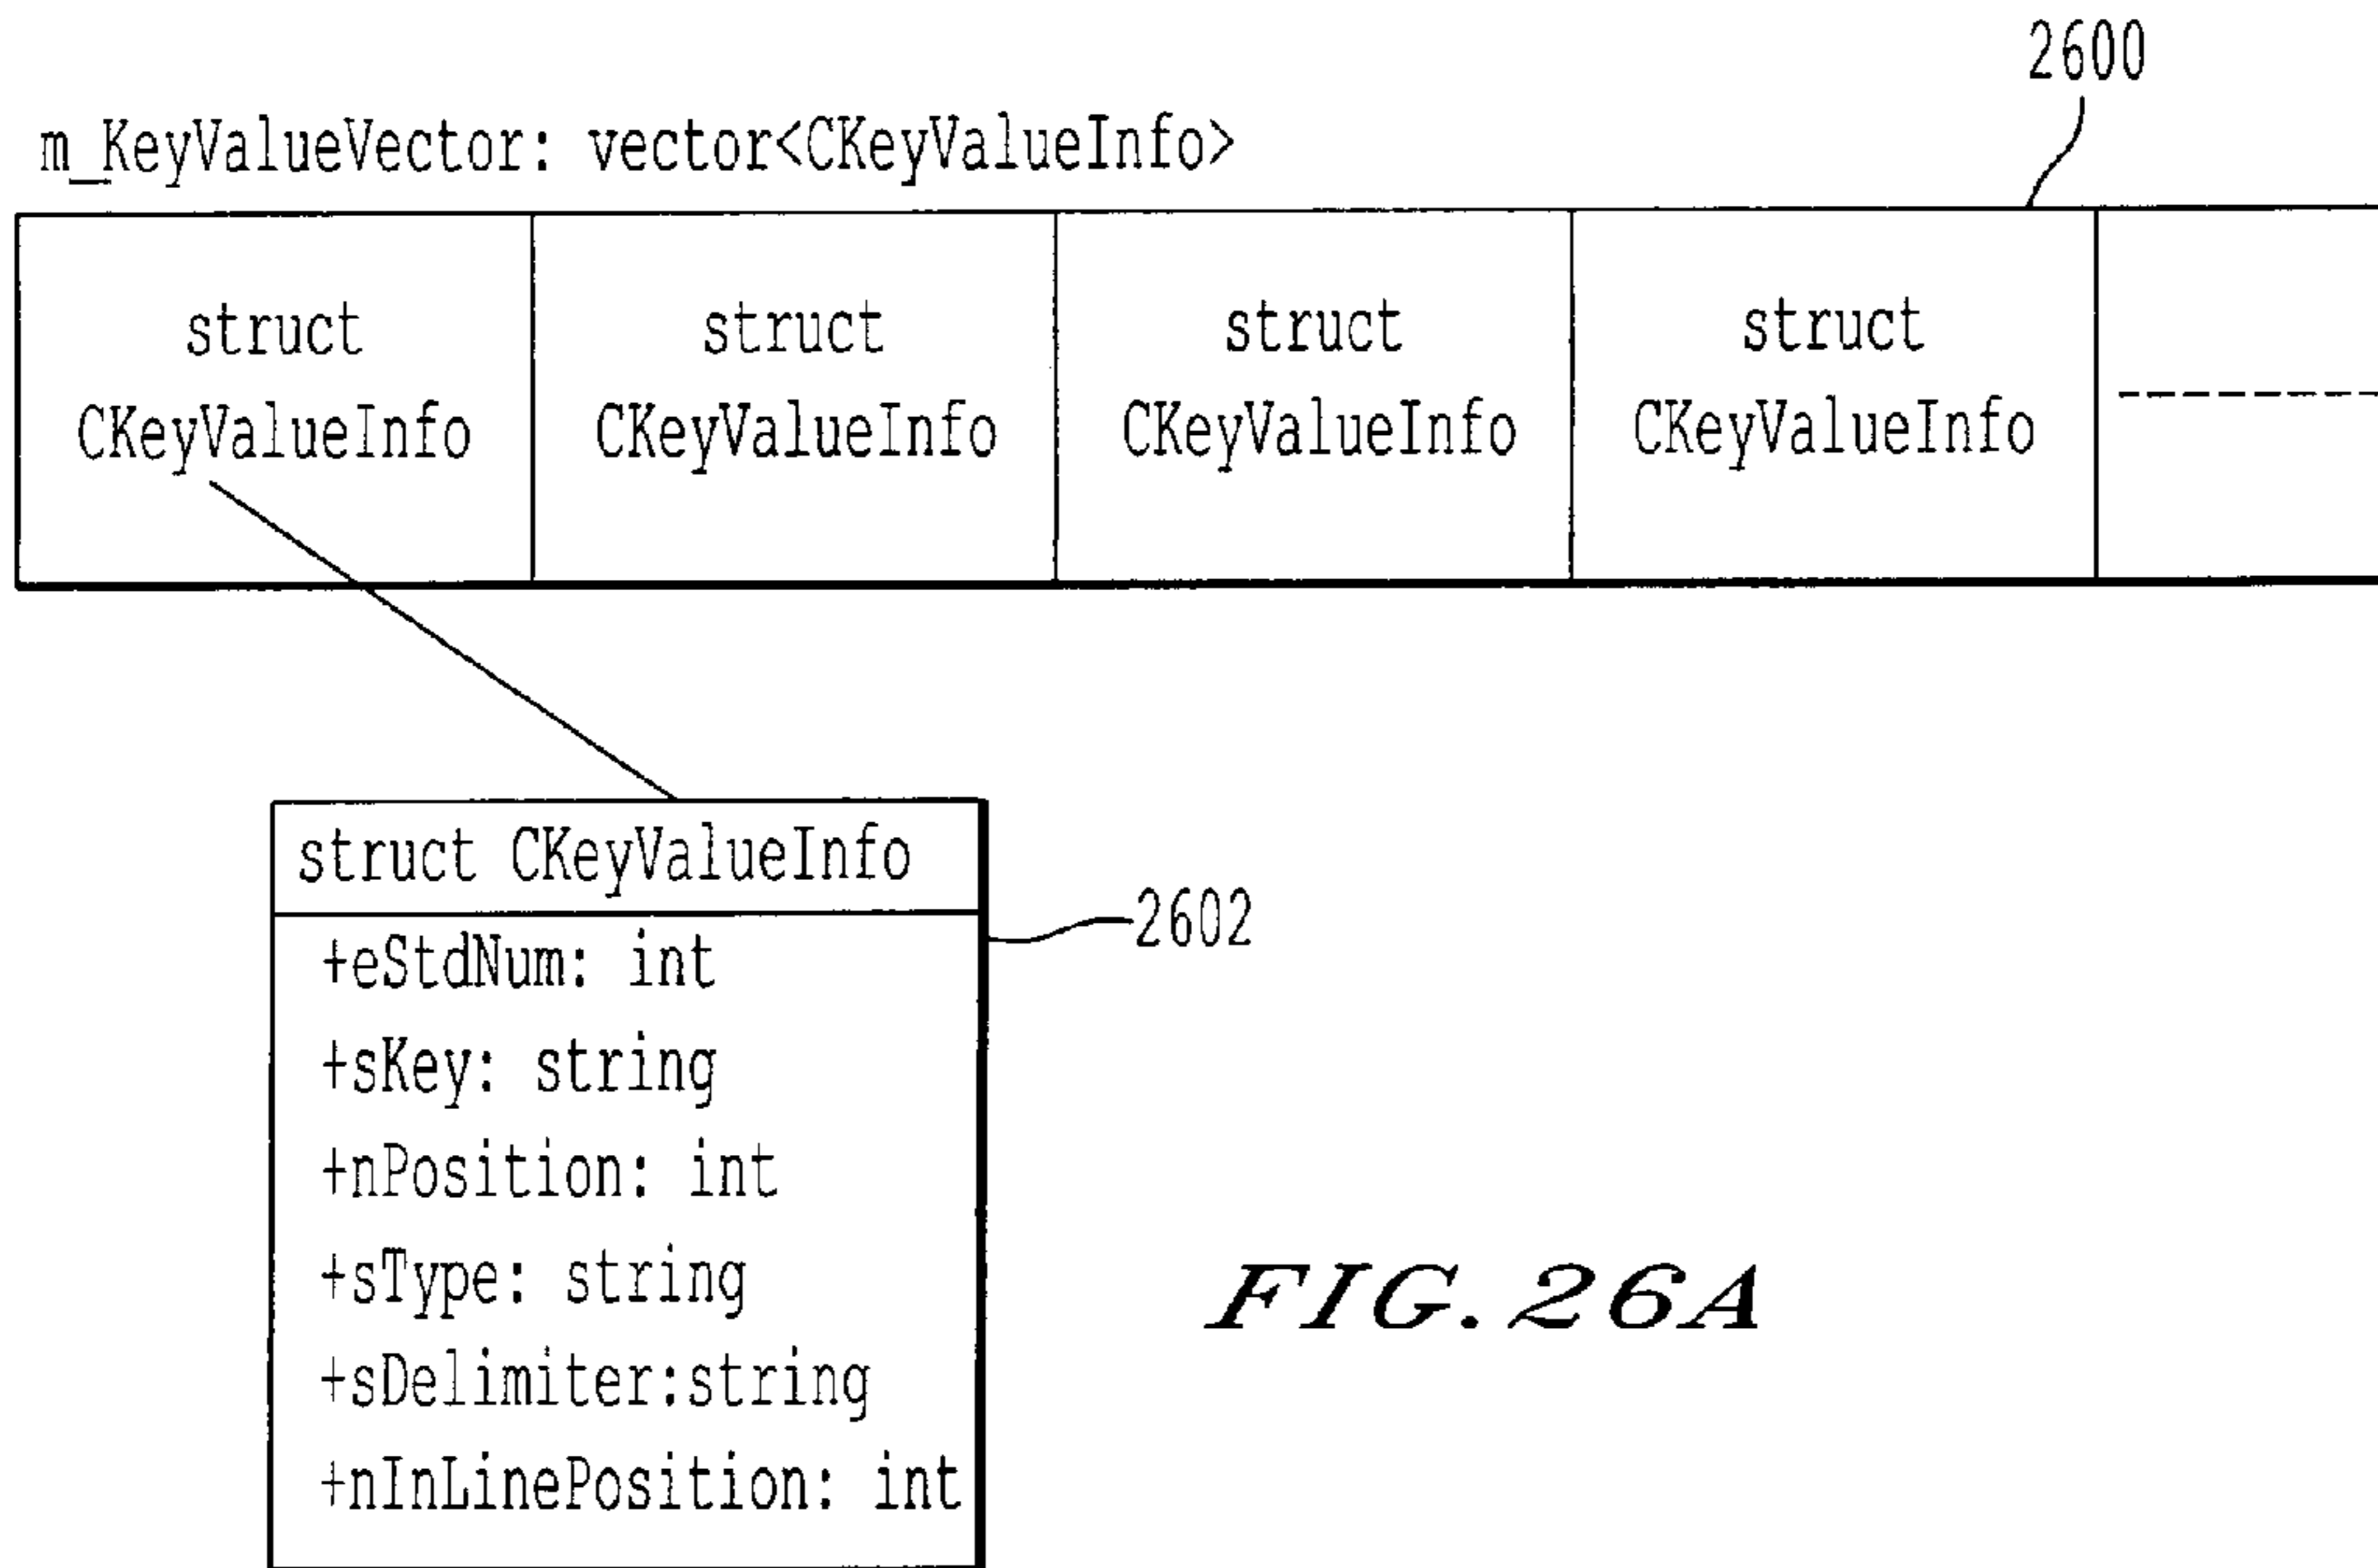 2600
m_KeyValueVector: vector<CKeyValueInfo>
struct struct struct struct
CKeyValueInfo CKeyValueInfo CKeyValueInfo CKeyValueInfo
struct CKeyValueInfo
2602
+eStdNum: int
+sKey: string
+nPosition: int
+sType: string
+sDelimiter:string
+nInLinePosition: int
FIG.26A